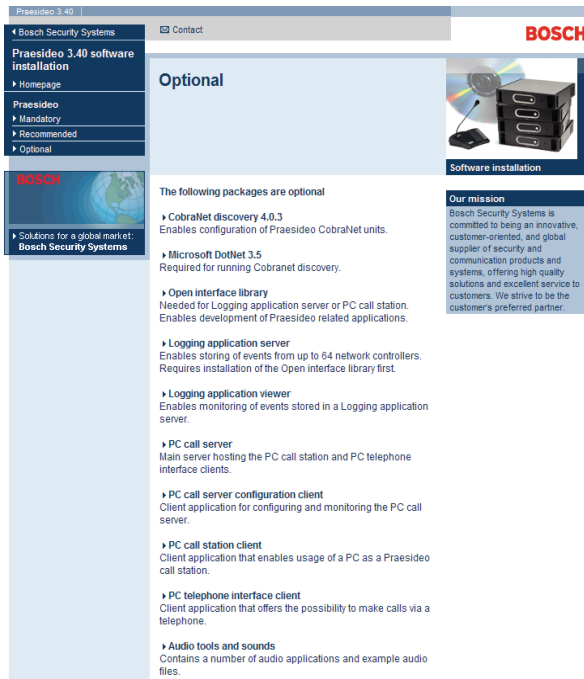 Praesideo 3.40
Bosch Security Systems
Contact
BOSCH
Praesideo 3.40 software
installation
Homepage
Praesideo
Mandatory
Recommended
Optional
BOSCH
Solutions for a global market:
Bosch Security Systems
Optional
The following packages are optional
CobraNet discovery 4.0.3
Enables configuration of Praesideo CobraNet units.
Microsoft DotNet 3.5
Required for running Cobranet discovery.
Open interface library
Needed for Logging application server or PC call station.
Enables development of Praesideo related applications.
Logging application server
Enables storing of events from up to 64 network controllers.
Requires installation of the Open interface library first.
Logging application viewer
Enables monitoring of events stored in a Logging application
server.
PC call server
Main server hosting the PC call station and PC telephone
interface clients.
PC call server configuration client
Client application for configuring and monitoring the PC call
server.
PC call station client
Client application that enables usage of a PC as a Praesideo
call station.
PC telephone interface client
Client application that offers the possibility to make calls via a
telephone.
Audio tools and sounds
Contains a number of audio applications and example audio
files.
Software installation
Our mission
Bosch Security Systems is
committed to being an innovative,
customer-oriented, and global
supplier of security and
communication products and
systems, offering high quality
solutions and excellent service to
customers. We strive to be the
customer's preferred partner.